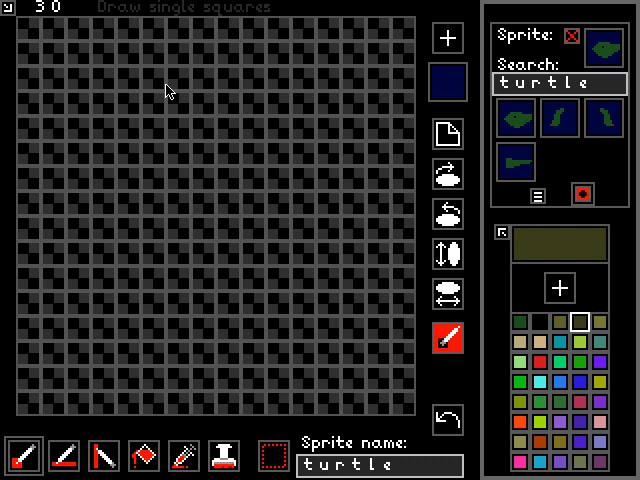 30 Draw single squares
Sprite:
Search:
turtle
Sprite name:
turtle